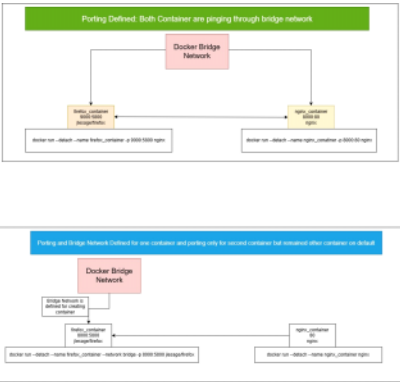 Porting Defined: Both Container are pinging through bridge network
Docker Bridge
Network
firefox_container
5000:5800
jlesage/firefox
nginx_container
8000:80
nginx
docker run --detach --name firefox_container -p 5000:5800 nginx
docker run --detach --name nginx_container -p 8000:80 nginx
Porting and Bridge Network Defined for one container and porting only for second container but remained other container on default
Docker Bridge
Network
Bridge Network is
defined for creating
container
firefox_container
5000:5800
jlesage/firefox
nginx_container
80
nginx
docker run --detach --name firefox_container --network bridge -p 5000:5800 jlesage/firefox
docker run --detach --name nginx_container nginx